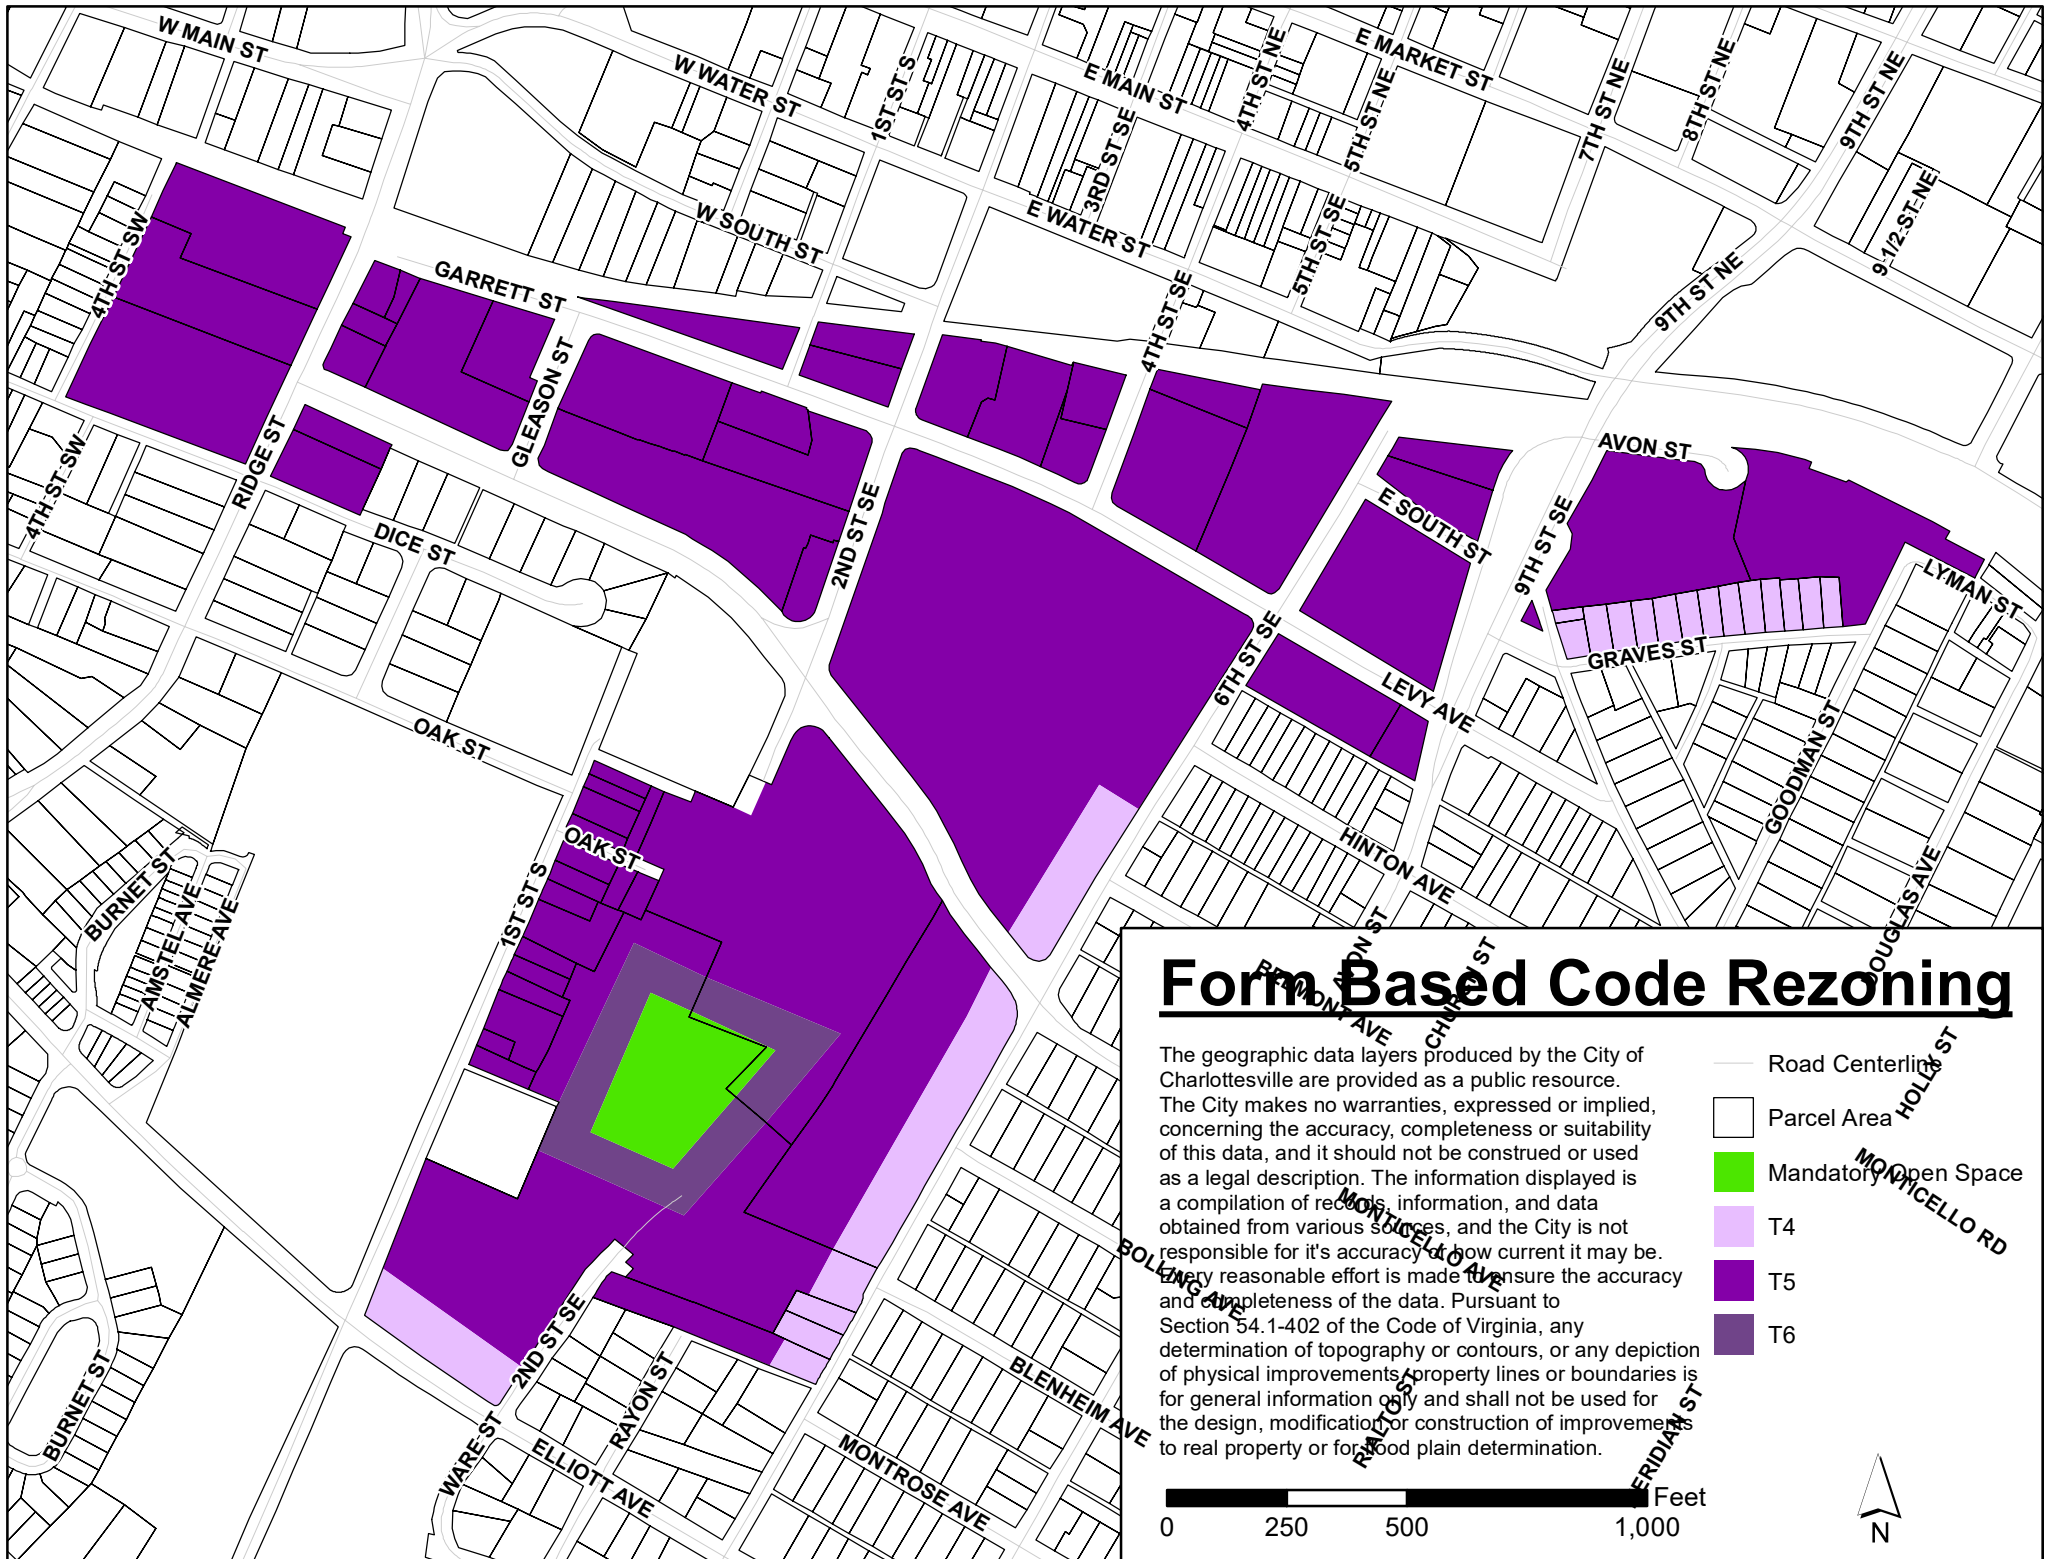 W MAIN ST
W WATER ST
1ST ST S
E MAIN ST
4TH ST NE
E MARKET ST
5TH ST NE
7TH ST NE
8TH ST NE
9TH ST NE
3RD ST SE
4TH ST SW
W SOUTH ST
E WATER ST
5TH ST SE
9 1/2 ST NE
GARRETT ST
4TH ST SE
9TH ST NE
GLEASON ST
RIDGE ST
4TH ST SW
AVON ST
DICE ST
2ND ST SE
E SOUTH ST
9TH ST SE
LYMAN ST
GRAVES ST
6TH ST SE
LEVY AVE
OAK ST
GOODMAN ST
OAK ST
BURNET ST
AMSTEL AVE
ALMERE AVE
1ST ST S
HINTON AVE
AVON ST
CHURCH ST
DOUGLAS AVE
BELMONT AVE
Form Based Code Rezoning
The geographic data layers produced by the City of
Charlottesville are provided as a public resource.
The City makes no warranties, expressed or implied,
concerning the accuracy, completeness or suitability
of this data, and it should not be construed or used
as a legal description. The information displayed is
a compilation of records, information, and data
obtained from various sources, and the City is not
responsible for it's accuracy or how current it may be.
Every reasonable effort is made to ensure the accuracy
and completeness of the data. Pursuant to
Section 54.1-402 of the Code of Virginia, any
determination of topography or contours, or any depiction
of physical improvements, property lines or boundaries is
for general information only and shall not be used for
the design, modification, or construction of improvements
to real property or for flood plain determination.
Road Centerline
Parcel Area
Mandatory Open Space
T4
T5
T6
HOLLY ST
MONTICELLO RD
MONTICELLO AVE
BOLLING AVE
RIALTO ST
2ND ST SE
RAYON ST
BLENHEIM AVE
BURNET ST
WARE ST
ELLIOTT AVE
MONTROSE AVE
Feet
0 250 500 1,000
N